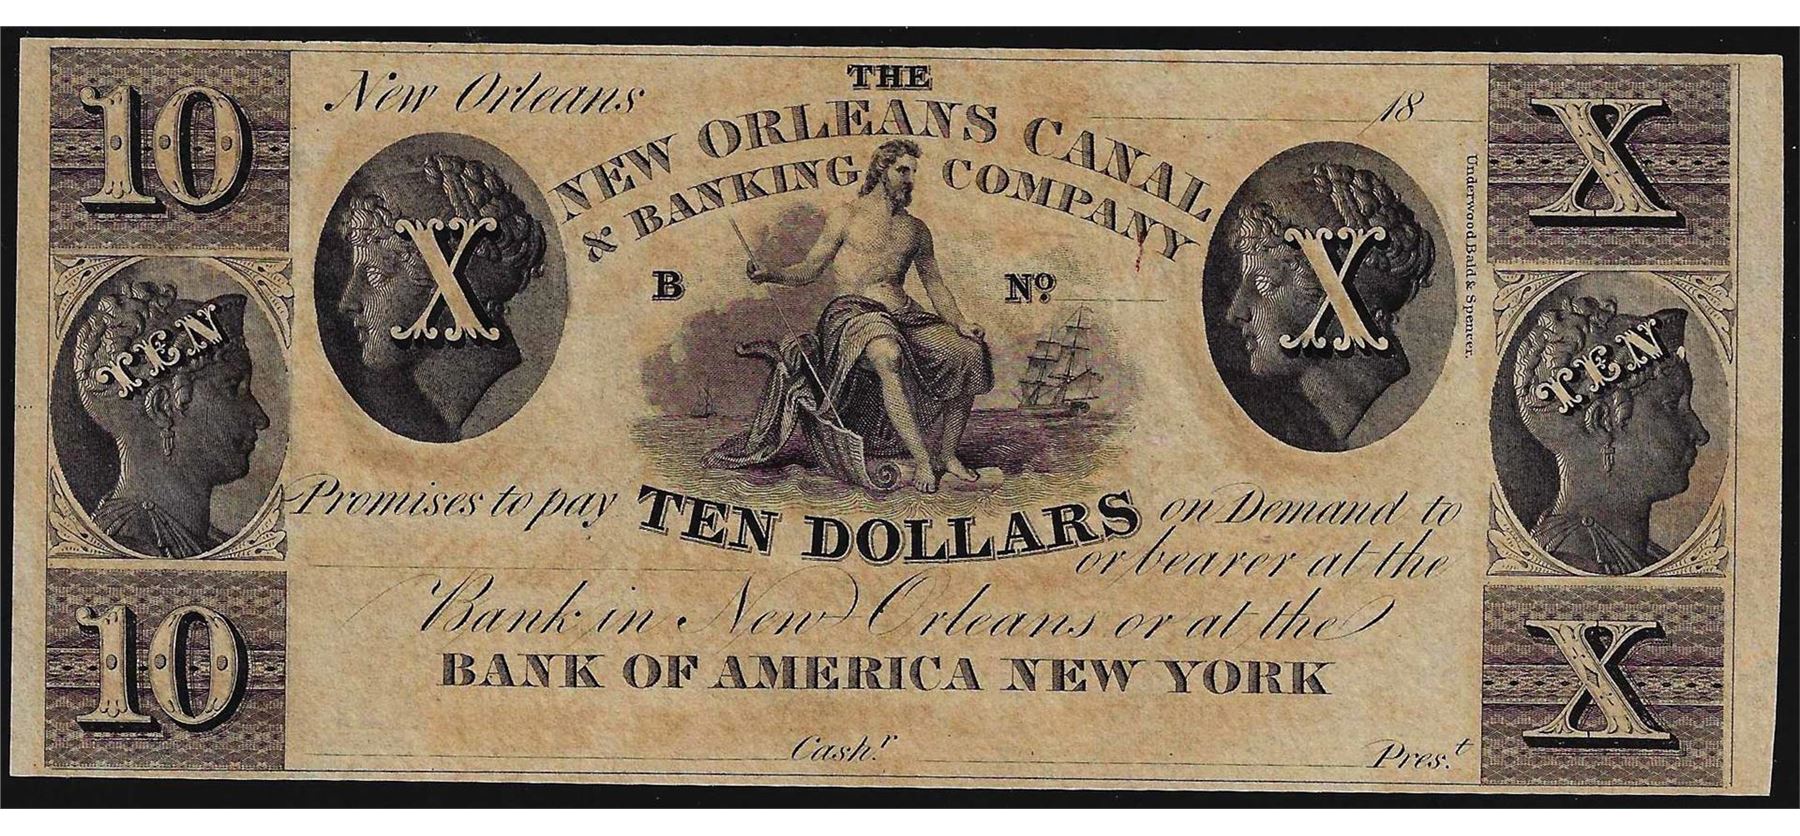 10
New Orleans
18
THE
NEW ORLEANS CANAL
& BANKING COMPANY
X
X
X
B
Nº
Underwood, Bald & Spencer.
TEN
TEN
Promises to pay TEN DOLLARS on Demand to
or bearer at the
Bank in New Orleans or at the
BANK OF AMERICA NEW YORK
10
X
Cashr.
Prest.